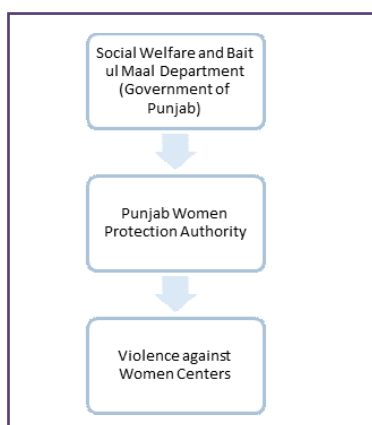 Social Welfare and Bait
ul Maal Department
(Government of
Punjab)
Punjab Women
Protection Authority
Violence against
Women Centers